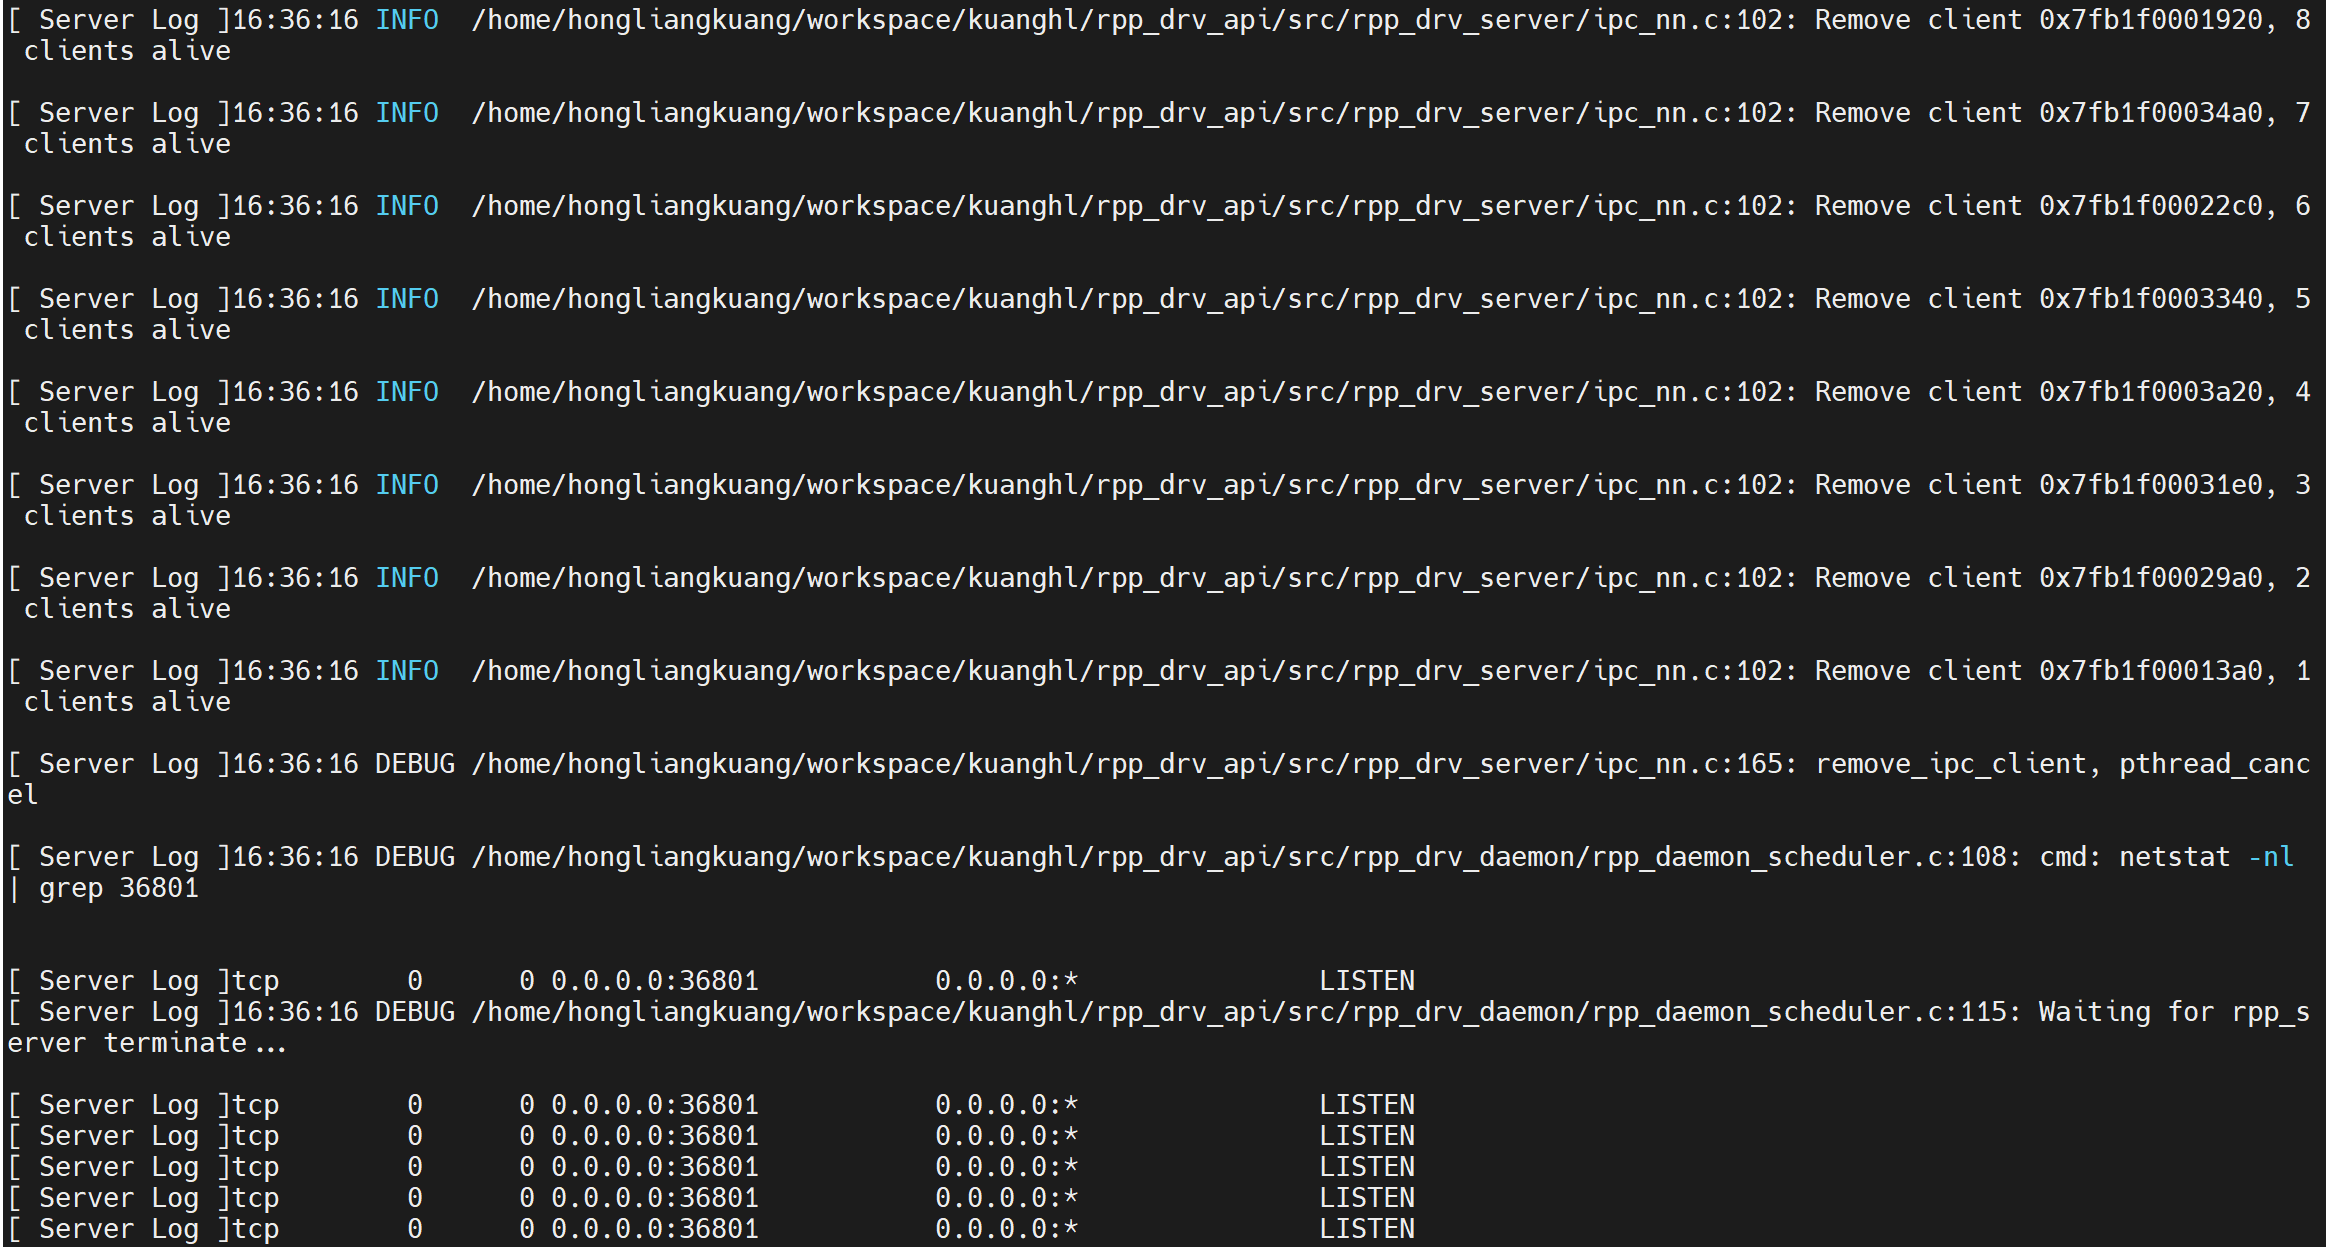 [ Server Log ]16:36:16 INFO  /home/hongliangkuang/workspace/kuanghl/rpp_drv_api/src/rpp_drv_server/ipc_nn.c:102: Remove client 0x7fb1f0001920, 8
 clients alive
[ Server Log ]16:36:16 INFO  /home/hongliangkuang/workspace/kuanghl/rpp_drv_api/src/rpp_drv_server/ipc_nn.c:102: Remove client 0x7fb1f00034a0, 7
 clients alive
[ Server Log ]16:36:16 INFO  /home/hongliangkuang/workspace/kuanghl/rpp_drv_api/src/rpp_drv_server/ipc_nn.c:102: Remove client 0x7fb1f00022c0, 6
 clients alive
[ Server Log ]16:36:16 INFO  /home/hongliangkuang/workspace/kuanghl/rpp_drv_api/src/rpp_drv_server/ipc_nn.c:102: Remove client 0x7fb1f0003340, 5
 clients alive
[ Server Log ]16:36:16 INFO  /home/hongliangkuang/workspace/kuanghl/rpp_drv_api/src/rpp_drv_server/ipc_nn.c:102: Remove client 0x7fb1f0003a20, 4
 clients alive
[ Server Log ]16:36:16 INFO  /home/hongliangkuang/workspace/kuanghl/rpp_drv_api/src/rpp_drv_server/ipc_nn.c:102: Remove client 0x7fb1f00031e0, 3
 clients alive
[ Server Log ]16:36:16 INFO  /home/hongliangkuang/workspace/kuanghl/rpp_drv_api/src/rpp_drv_server/ipc_nn.c:102: Remove client 0x7fb1f00029a0, 2
 clients alive
[ Server Log ]16:36:16 INFO  /home/hongliangkuang/workspace/kuanghl/rpp_drv_api/src/rpp_drv_server/ipc_nn.c:102: Remove client 0x7fb1f00013a0, 1
 clients alive
[ Server Log ]16:36:16 DEBUG /home/hongliangkuang/workspace/kuanghl/rpp_drv_api/src/rpp_drv_server/ipc_nn.c:165: remove_ipc_client, pthread_canc
el
[ Server Log ]16:36:16 DEBUG /home/hongliangkuang/workspace/kuanghl/rpp_drv_api/src/rpp_drv_daemon/rpp_daemon_scheduler.c:108: cmd: netstat -nl
| grep 36801
[ Server Log ]tcp        0      0 0.0.0.0:36801           0.0.0.0:*               LISTEN
[ Server Log ]16:36:16 DEBUG /home/hongliangkuang/workspace/kuanghl/rpp_drv_api/src/rpp_drv_daemon/rpp_daemon_scheduler.c:115: Waiting for rpp_s
erver terminate...
[ Server Log ]tcp        0      0 0.0.0.0:36801           0.0.0.0:*               LISTEN
[ Server Log ]tcp        0      0 0.0.0.0:36801           0.0.0.0:*               LISTEN
[ Server Log ]tcp        0      0 0.0.0.0:36801           0.0.0.0:*               LISTEN
[ Server Log ]tcp        0      0 0.0.0.0:36801           0.0.0.0:*               LISTEN
[ Server Log ]tcp        0      0 0.0.0.0:36801           0.0.0.0:*               LISTEN